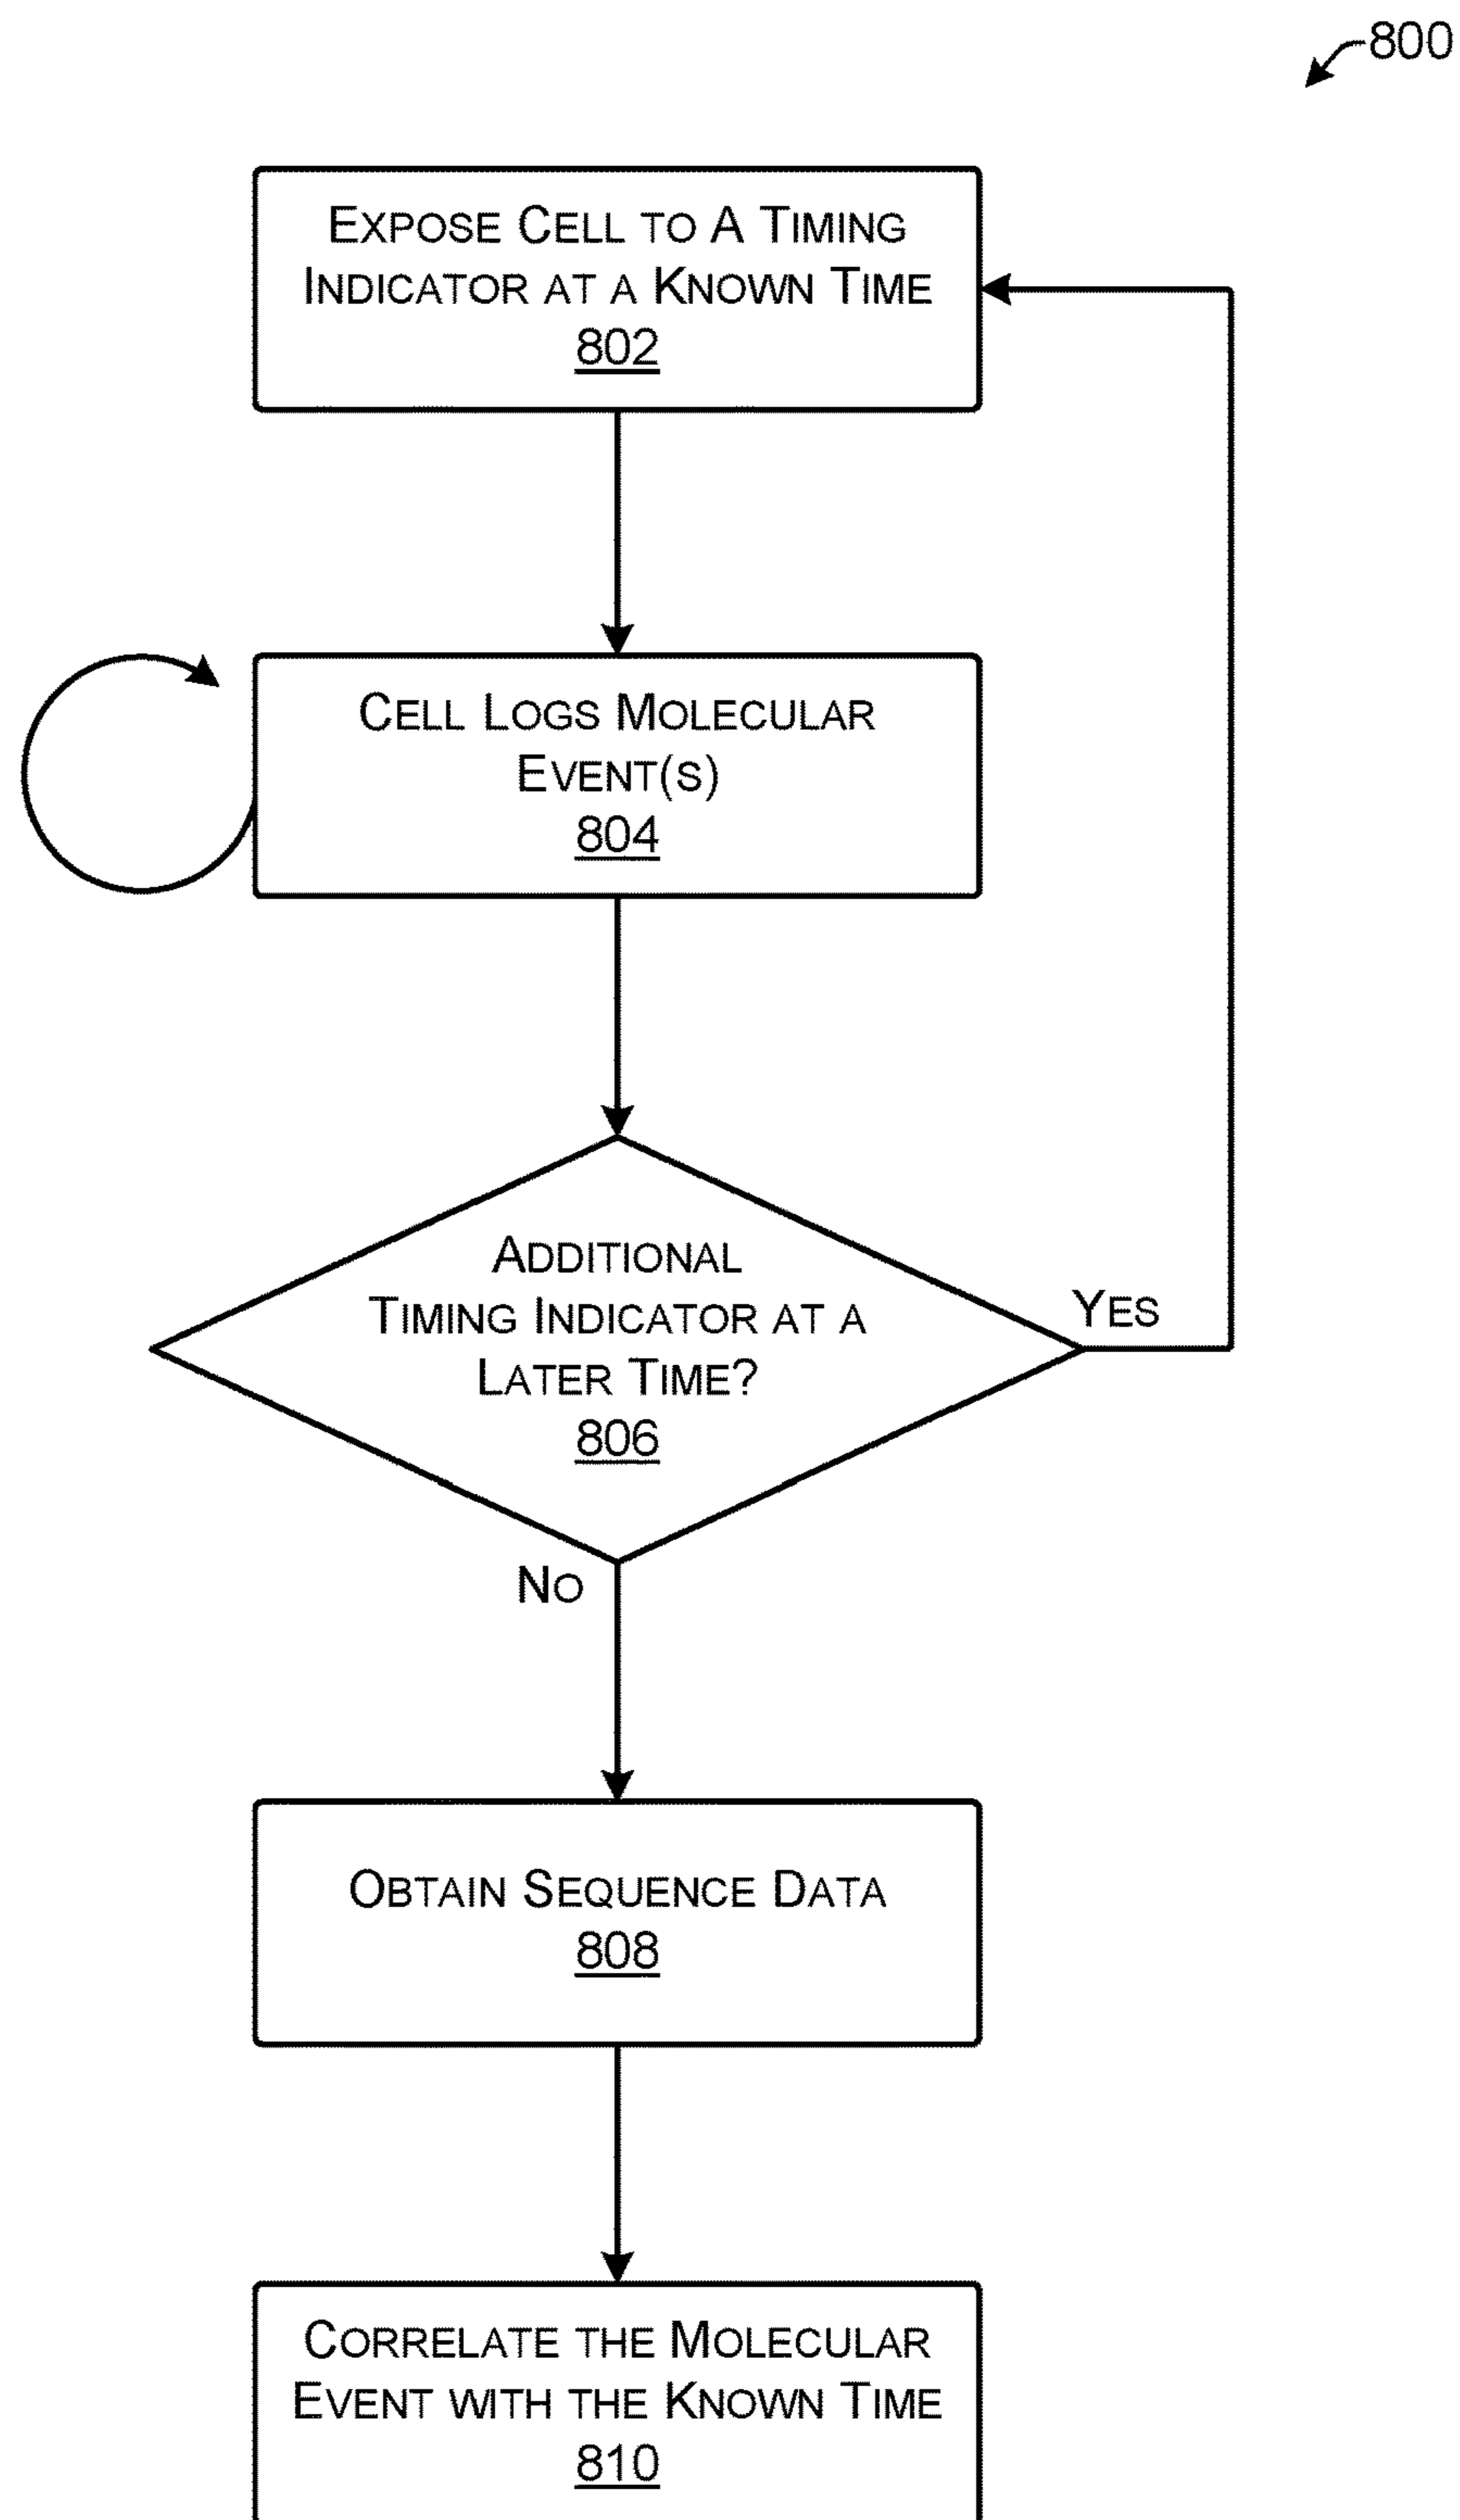 800
EXPOSE CELL TO A TIMING
INDICATOR AT A KNOWN TIME
802
CELL LOGS MOLECULAR
EVENT(S)
804
ADDITIONAL
TIMING INDICATOR AT A
LATER TIME?
806
YES
NO
OBTAIN SEQUENCE DATA
808
CORRELATE THE MOLECULAR
EVENT WITH THE KNOWN TIME
810